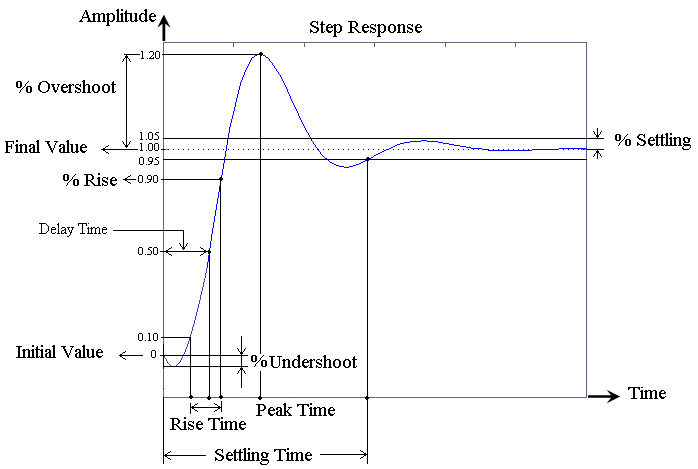 Amplitude
Step Response
1.20
% Overshoot
1.05
% Settling
Final Value
1.00
0.95
% Rise
0.90
Delay Time
0.50
0.10
Initial Value
0
%Undershoot
Time
Peak Time
Rise Time
Settling Time